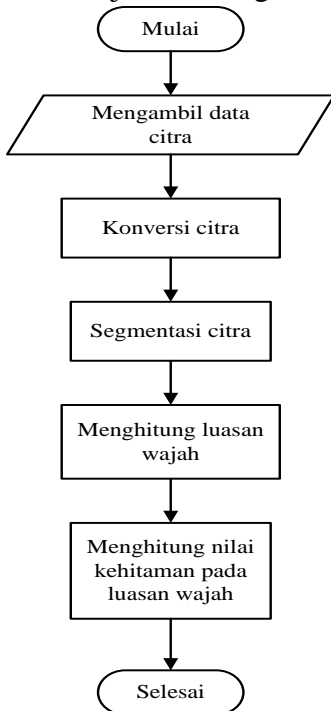 Mulai
Mengambil data
citra
Konversi citra
Segmentasi citra
Menghitung luasan
wajah
Menghitung nilai
kehitaman pada
luasan wajah
Selesai